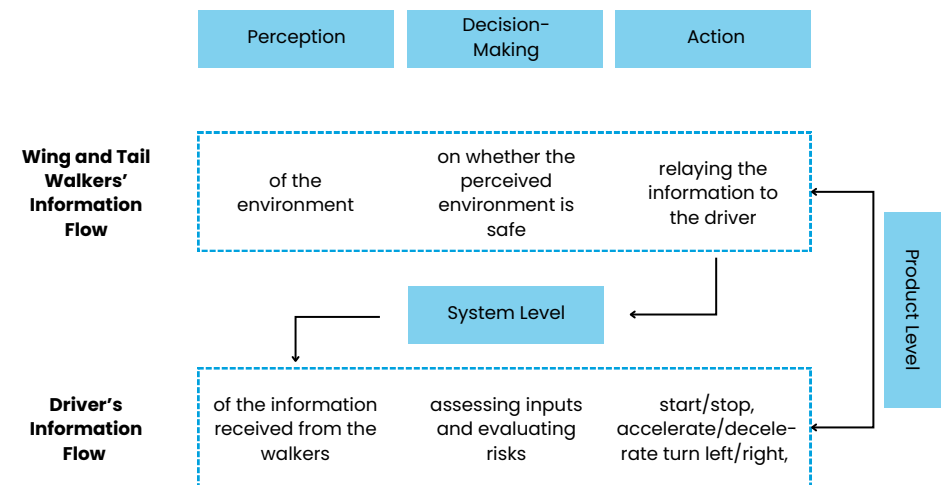 Perception
Decision-
Making
Action
Wing and Tail
Walkers’
Information
Flow
of the
environment
on whether the
perceived
environment is
safe
relaying the
information to
the driver
Product Level
System Level
Driver’s
Information
Flow
of the information
received from the
walkers
assessing inputs
and evaluating
risks
start/stop,
accelerate/decele-
rate turn left/right,